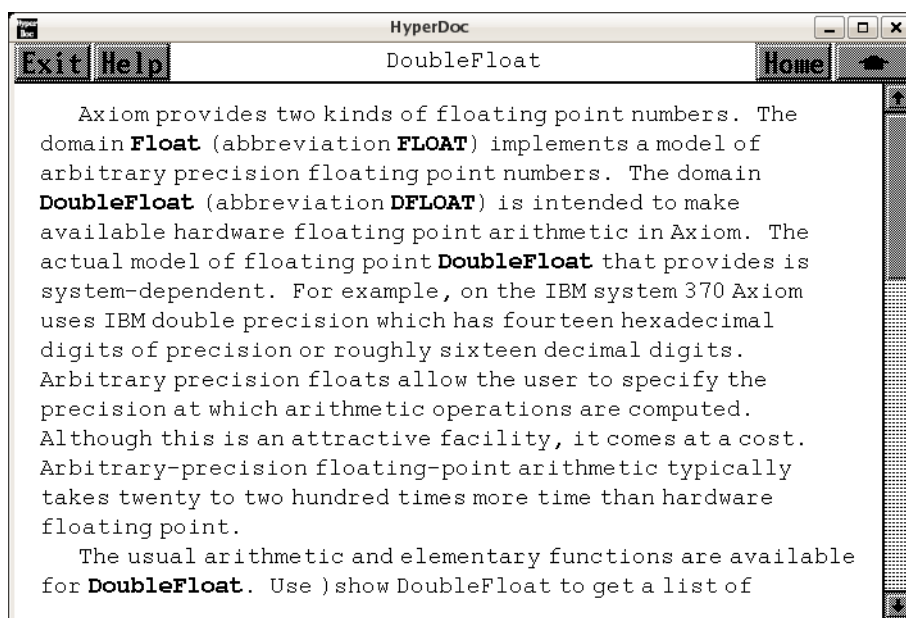 Hyper Doc
HyperDoc
Exit Help DoubleFloat Home
Axiom provides two kinds of floating point numbers. The
domain Float (abbreviation FLOAT) implements a model of
arbitrary precision floating point numbers. The domain
DoubleFloat (abbreviation DFLOAT) is intended to make
available hardware floating point arithmetic in Axiom. The
actual model of floating point DoubleFloat that provides is
system-dependent. For example, on the IBM system 370 Axiom
uses IBM double precision which has fourteen hexadecimal
digits of precision or roughly sixteen decimal digits.
Arbitrary precision floats allow the user to specify the
precision at which arithmetic operations are computed.
Although this is an attractive facility, it comes at a cost.
Arbitrary-precision floating-point arithmetic typically
takes twenty to two hundred times more time than hardware
floating point.
The usual arithmetic and elementary functions are available
for DoubleFloat. Use )show DoubleFloat to get a list of